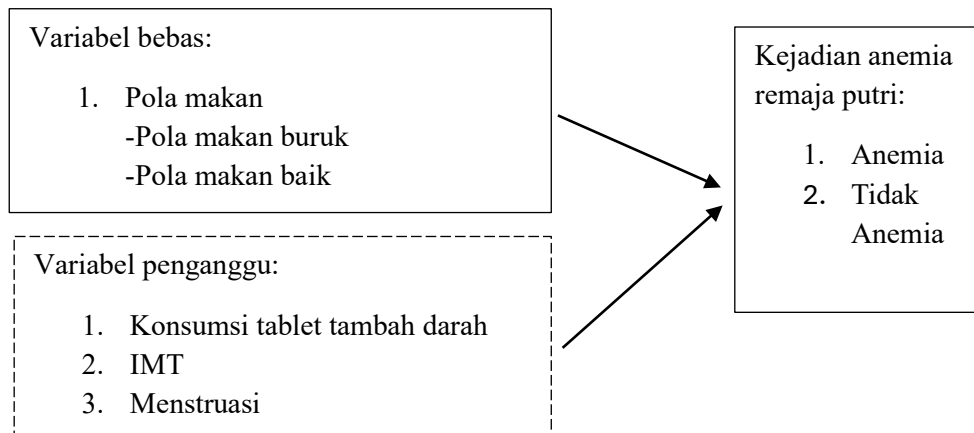 Variabel bebas:
1. Pola makan
-Pola makan buruk
-Pola makan baik
Variabel penganggu:
1. Konsumsi tablet tambah darah
2. IMT
3. Menstruasi
Kejadian anemia
remaja putri:
1. Anemia
2. Tidak
Anemia